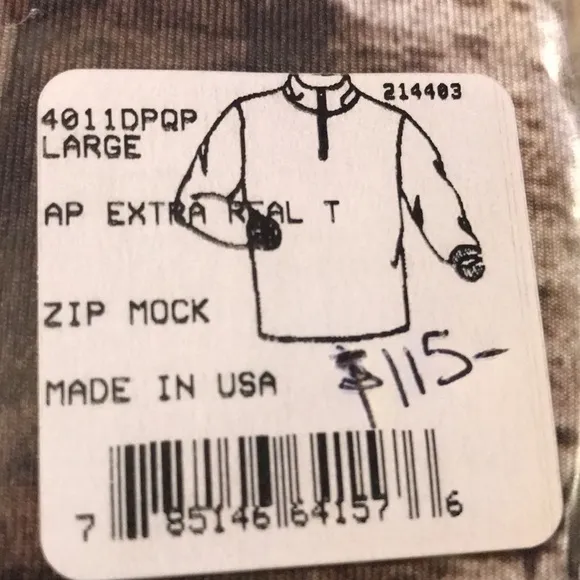 214403
4011DPQP
LARGE
AP EXTRA REAL T
ZIP MOCK
$115-
MADE IN USA
7 85146 64157 6